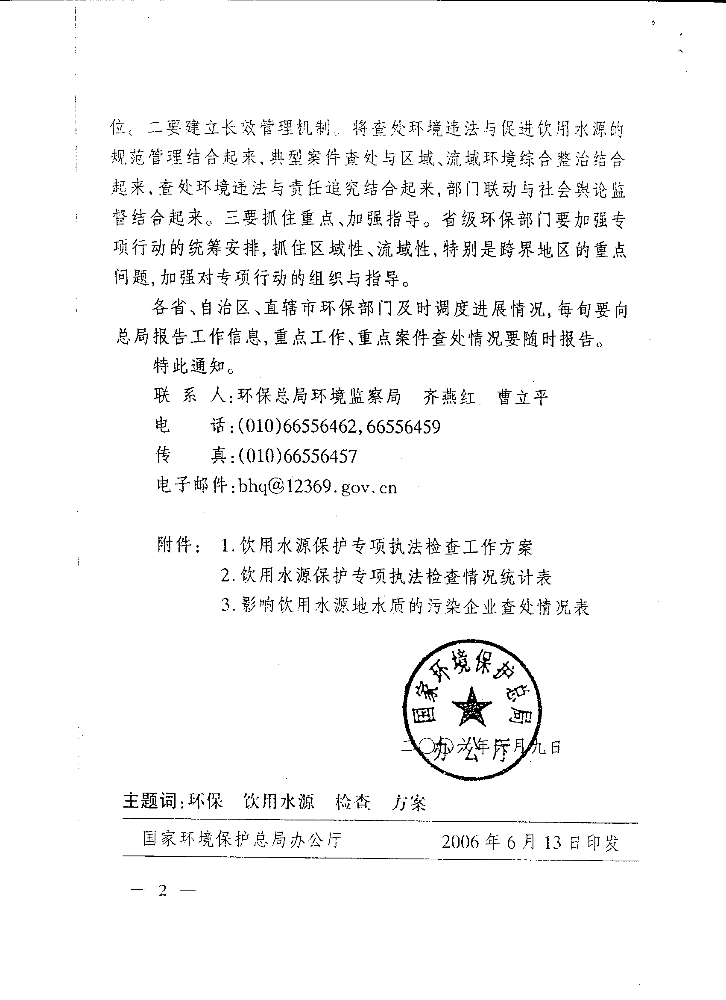 位。二要建立长效管理机制。将查处环境违法与促进饮用水源的
规范管理结合起来,典型案件查处与区域、流域环境综合整治结合
起来,查处环境违法与责任追究结合起来,部门联动与社会舆论监
督结合起来。三要抓住重点、加强指导。省级环保部门要加强专
项行动的统筹安排,抓住区域性、流域性,特别是跨界地区的重点
问题,加强对专项行动的组织与指导。
各省、自治区、直辖市环保部门及时调度进展情况,每旬要向
总局报告工作信息,重点工作、重点案件查处情况要随时报告。
特此通知。
联 系 人:环保总局环境监察局 齐燕红 曹立平
电 话:(010)66556462,66556459
传 真:(010)66556457
电子邮件:bhq@12369.gov.cn
附件: 1.饮用水源保护专项执法检查工作方案
2.饮用水源保护专项执法检查情况统计表
3.影响饮用水源地水质的污染企业查处情况表
国家环境保护总局
办公厅
二〇〇六年 月九日
主题词:环保 饮用水源 检查 方案
国家环境保护总局办公厅 2006年6月13日印发
— 2 —